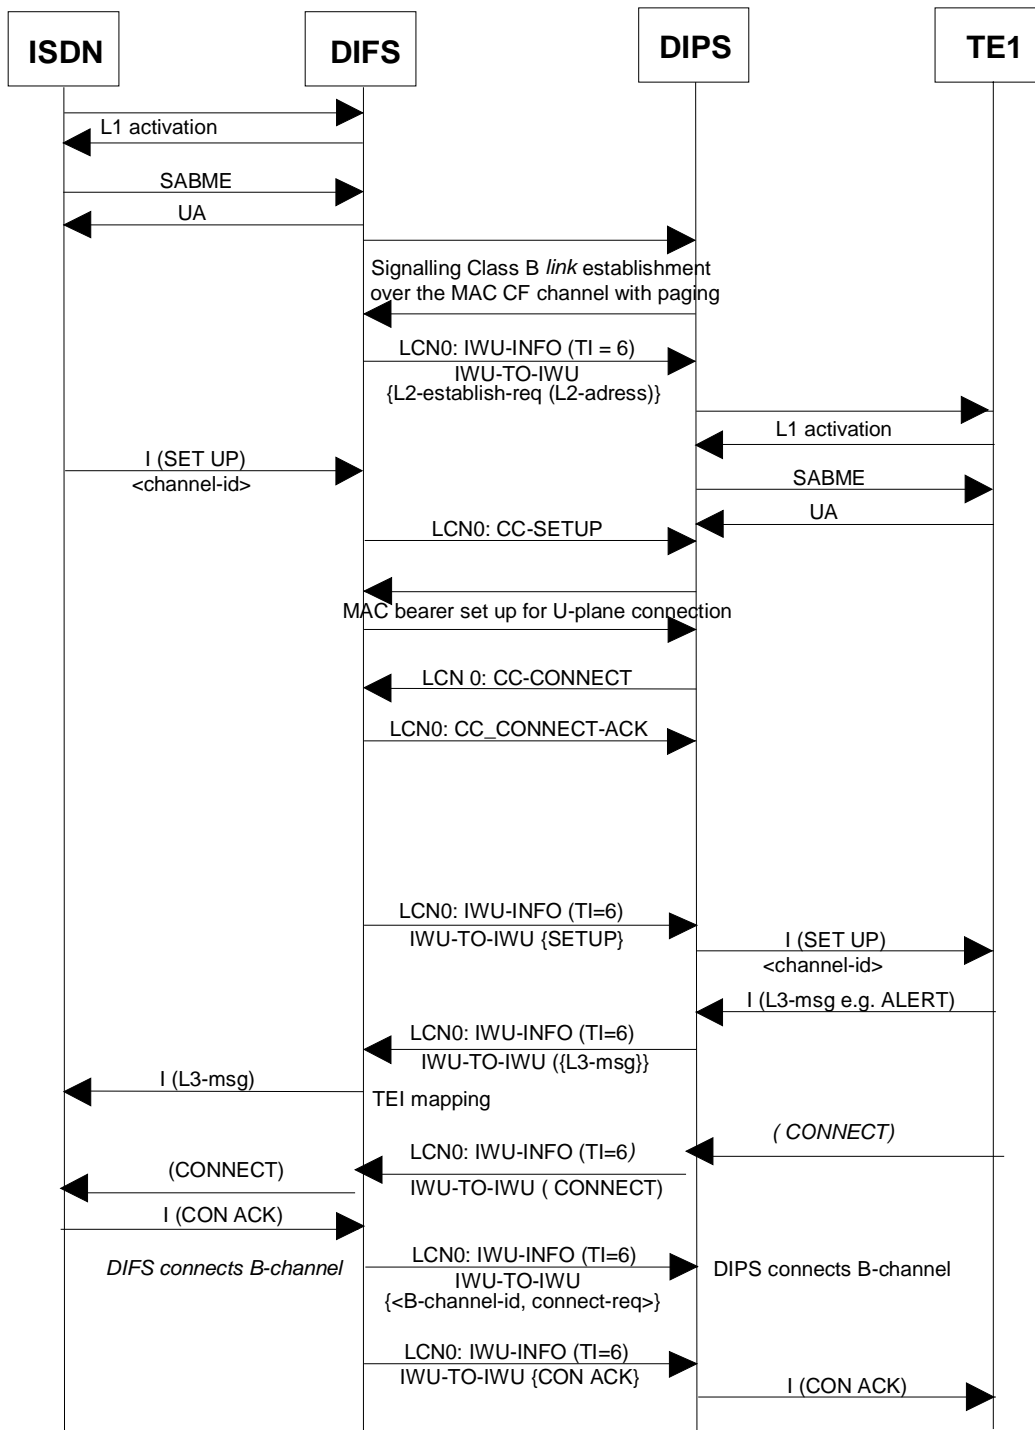 ISDN
DIFS
DIPS
TE1
L1 activation
SABME
UA
Signalling Class B link establishment
over the MAC CF channel with paging
LCN0: IWU-INFO (TI = 6)
IWU-TO-IWU
{L2-establish-req (L2-adress)}
L1 activation
I (SET UP)
<channel-id>
SABME
UA
LCN0: CC-SETUP
MAC bearer set up for U-plane connection
LCN 0: CC-CONNECT
LCN0: CC_CONNECT-ACK
LCN0: IWU-INFO (TI=6)
IWU-TO-IWU {SETUP}
I (SET UP)
<channel-id>
I (L3-msg e.g. ALERT)
LCN0: IWU-INFO (TI=6)
IWU-TO-IWU ({L3-msg}}
I (L3-msg)
TEI mapping
( CONNECT)
LCN0: IWU-INFO (TI=6)
IWU-TO-IWU ( CONNECT)
(CONNECT)
I (CON ACK)
DIFS connects B-channel
LCN0: IWU-INFO (TI=6)
IWU-TO-IWU
{<B-channel-id, connect-req>}
DIPS connects B-channel
LCN0: IWU-INFO (TI=6)
IWU-TO-IWU {CON ACK}
I (CON ACK)